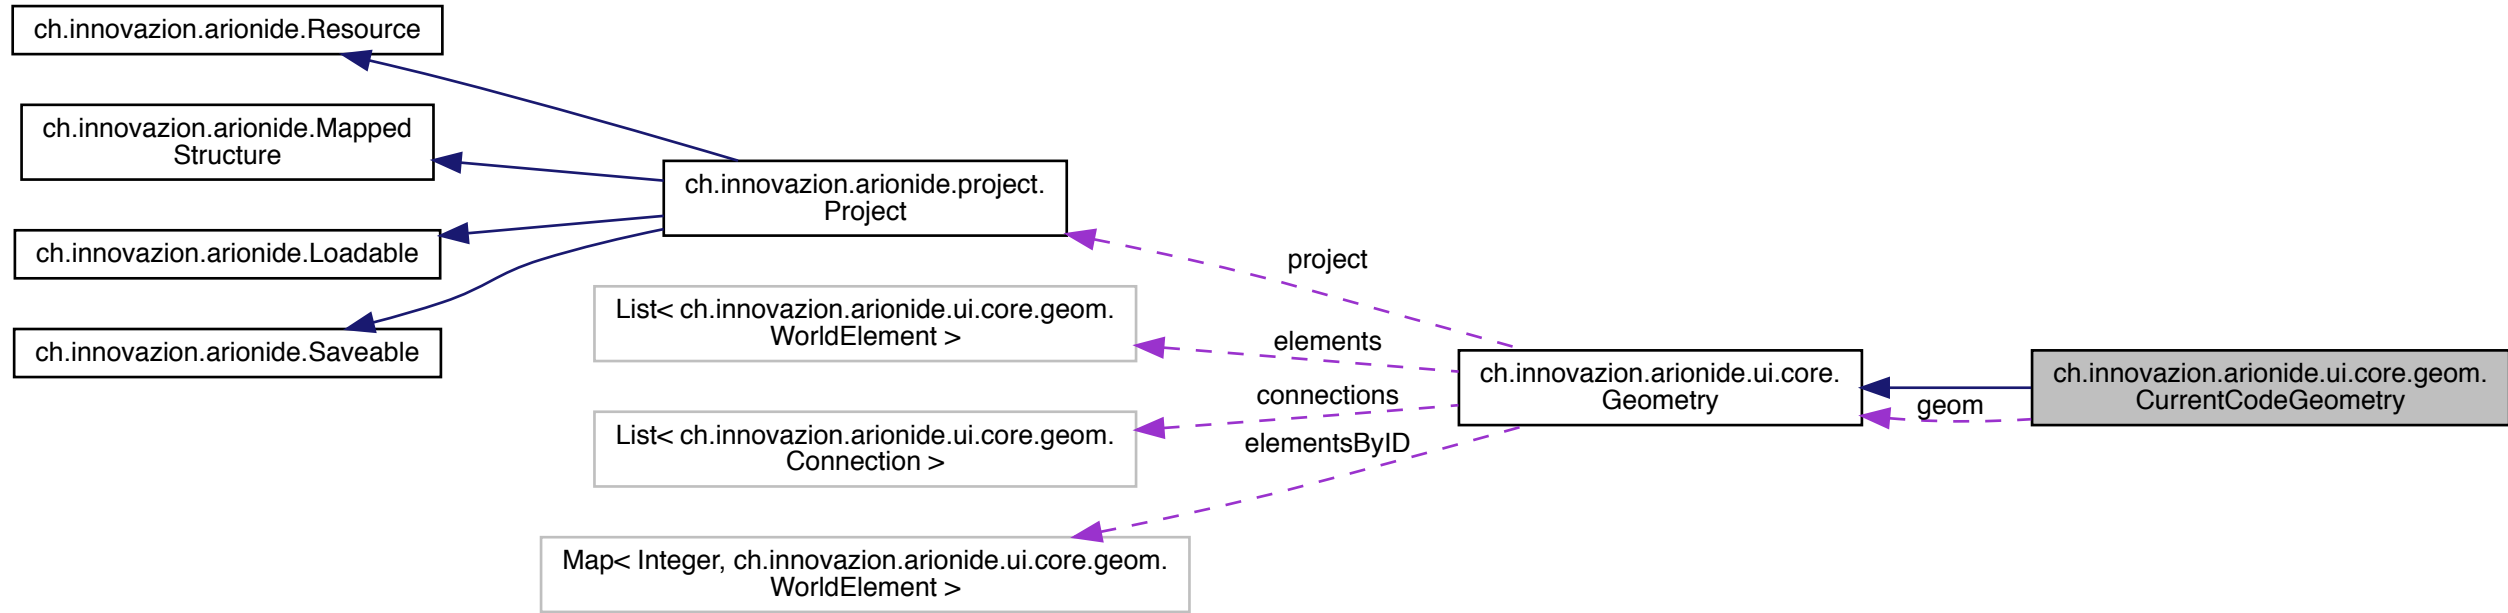 ch.innovazion.arionide.Resource
ch.innovazion.arionide.Mapped
Structure
ch.innovazion.arionide.Loadable
ch.innovazion.arionide.Saveable
ch.innovazion.arionide.project.
Project
List< ch.innovazion.arionide.ui.core.geom.
WorldElement >
List< ch.innovazion.arionide.ui.core.geom.
Connection >
Map< Integer, ch.innovazion.arionide.ui.core.geom.
WorldElement >
project
elements
connections
elementsByID
ch.innovazion.arionide.ui.core.
Geometry
geom
ch.innovazion.arionide.ui.core.geom.
CurrentCodeGeometry